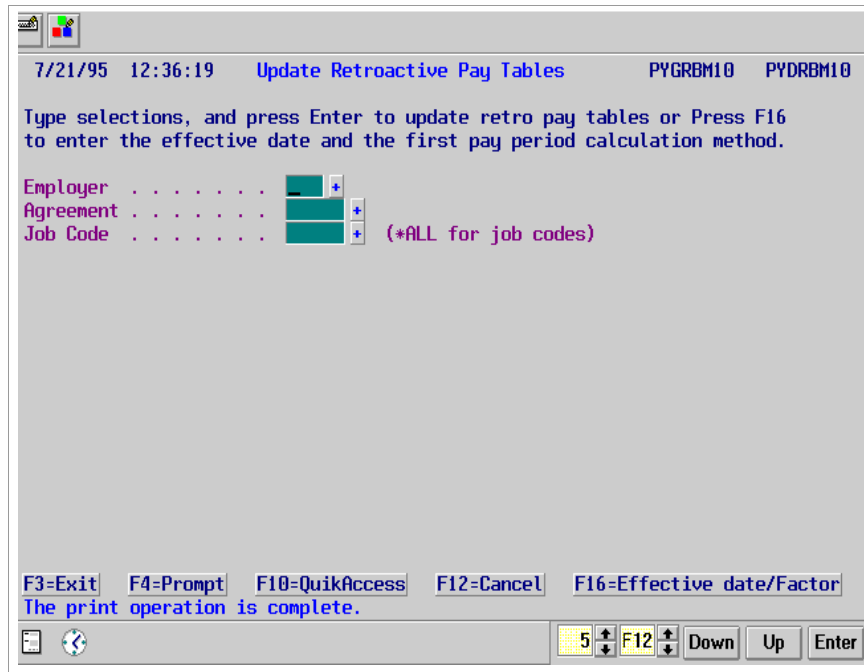 7/21/95 12:36:19 Update Retroactive Pay Tables PYGRBM10 PYDRBM10
Type selections, and press Enter to update retro pay tables or Press F16
to enter the effective date and the first pay period calculation method.
Employer . . . . . . . +
Agreement . . . . . . . +
Job Code . . . . . . . + (*ALL for job codes)
F3=Exit F4=Prompt F10=QuikAccess F12=Cancel F16=Effective date/Factor
The print operation is complete.
5 F12 Down Up Enter